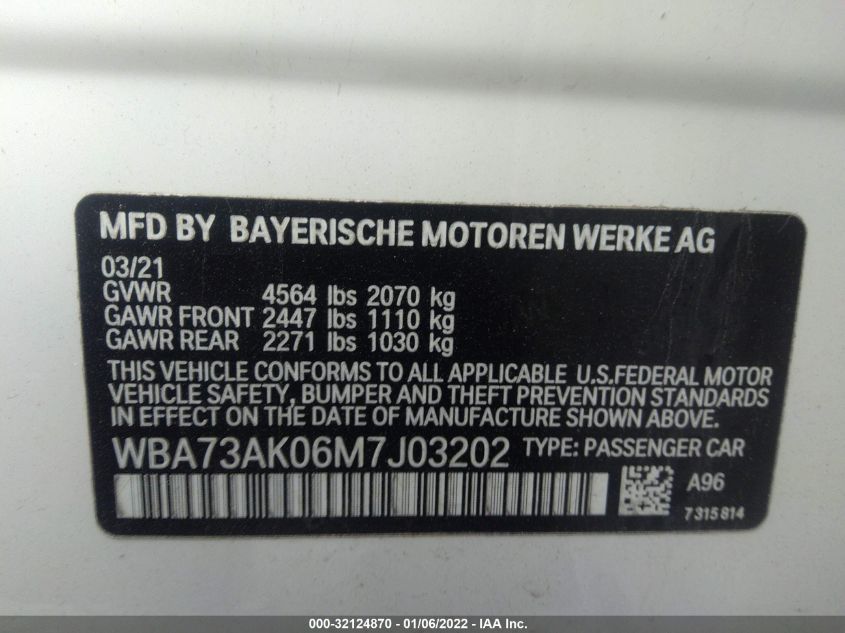 MFD BY BAYERISCHE MOTOREN WERKE AG
03/21
GVWR 4564 lbs 2070 kg
GAWR FRONT 2447 lbs 1110 kg
GAWR REAR 2271 lbs 1030 kg
THIS VEHICLE CONFORMS TO ALL APPLICABLE U.S.FEDERAL MOTOR
VEHICLE SAFETY, BUMPER AND THEFT PREVENTION STANDARDS
IN EFFECT ON THE DATE OF MANUFACTURE SHOWN ABOVE.
WBA73AK06M7J03202 TYPE: PASSENGER CAR
A96
7315814
000-32124870 - 01/06/2022 - IAA Inc.